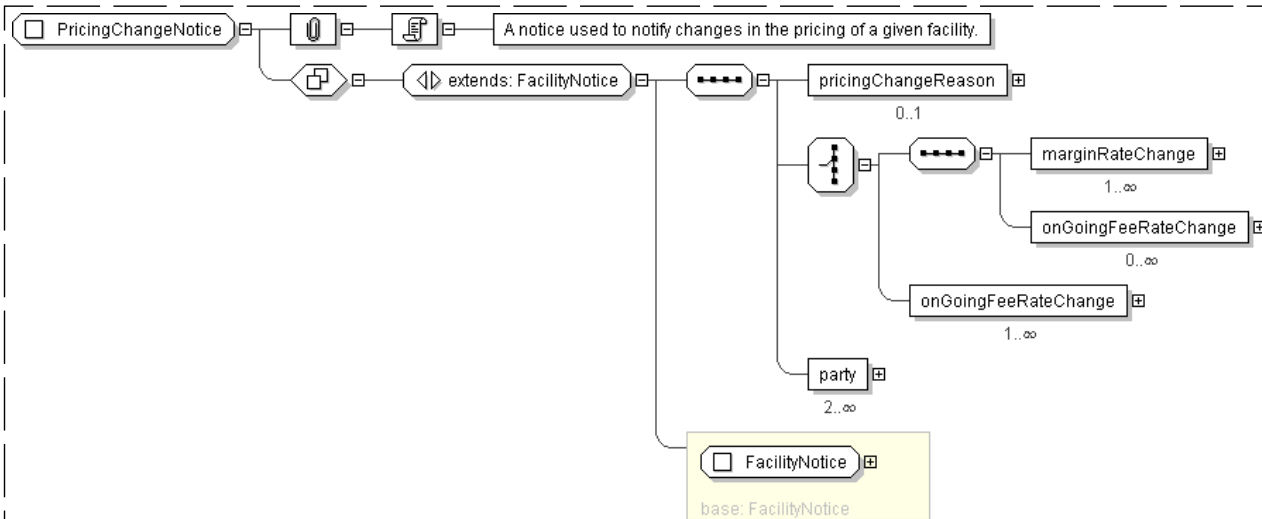 PricingChangeNotice
A notice used to notify changes in the pricing of a given facility.
extends: FacilityNotice
pricingChangeReason
0..1
marginRateChange
1..∞
onGoingFeeRateChange
0..∞
onGoingFeeRateChange
1..∞
party
2..∞
FacilityNotice
base: FacilityNotice